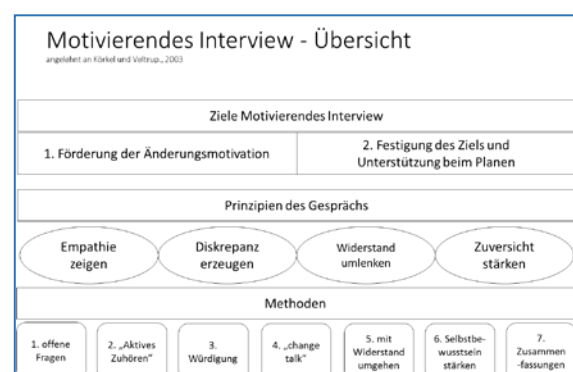 Motivierendes Interview - Übersicht
angelehnt an Körkel und Veltrup., 2003
Ziele Motivierendes Interview
1. Förderung der Änderungsmotivation
2. Festigung des Ziels und
Unterstützung beim Planen
Prinzipien des Gesprächs
Empathie
zeigen
Diskrepanz
erzeugen
Widerstand
umlenken
Zuversicht
stärken
Methoden
1. offene
Fragen
2. „Aktives
Zuhören“
3.
Würdigung
4. „change
talk“
5. mit
Widerstand
umgehen
6. Selbstbe-
wusstsein
stärken
7.
Zusammen
-fassungen